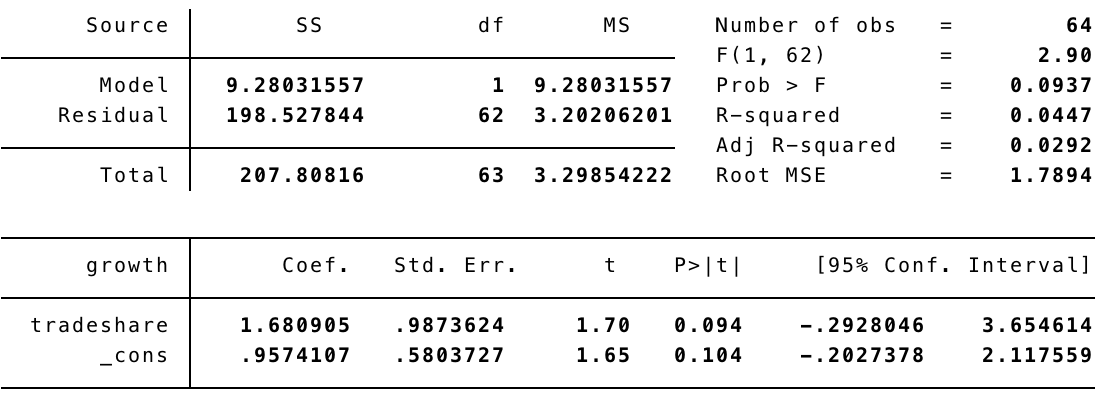 Source SS df MS Number of obs = 64
F(1, 62) = 2.90
Model 9.28031557 1 9.28031557 Prob > F = 0.0937
Residual 198.527844 62 3.20206201 R-squared = 0.0447
Adj R-squared = 0.0292
Total 207.80816 63 3.29854222 Root MSE = 1.7894
growth Coef. Std. Err. t P>|t| [95% Conf. Interval]
tradeshare 1.680905 .9873624 1.70 0.094 -.2928046 3.654614
_cons .9574107 .5803727 1.65 0.104 -.2027378 2.117559